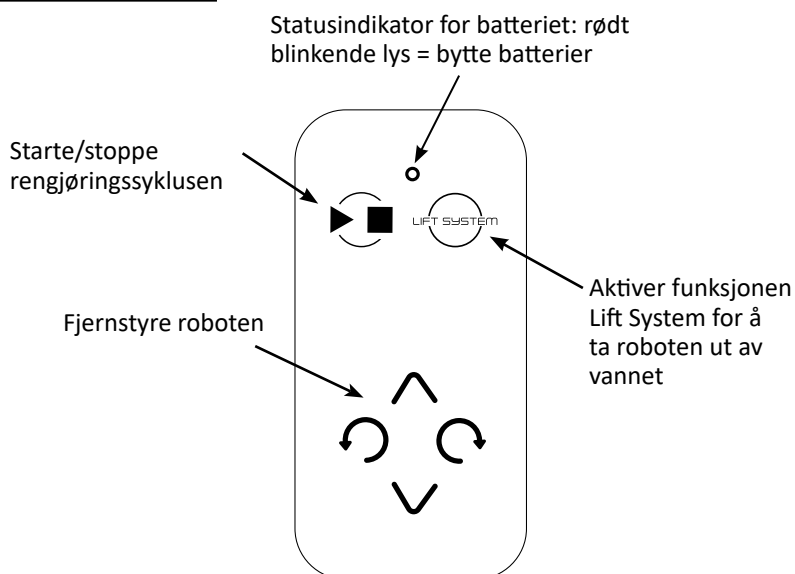 Statusindikator for batteriet: rødt
blinkende lys = bytte batterier
Starte/stoppe
rengjøringssyklusen
LIFT SYSTEM
Aktiver funksjonen
Lift System for å
ta roboten ut av
vannet
Fjernstyre roboten